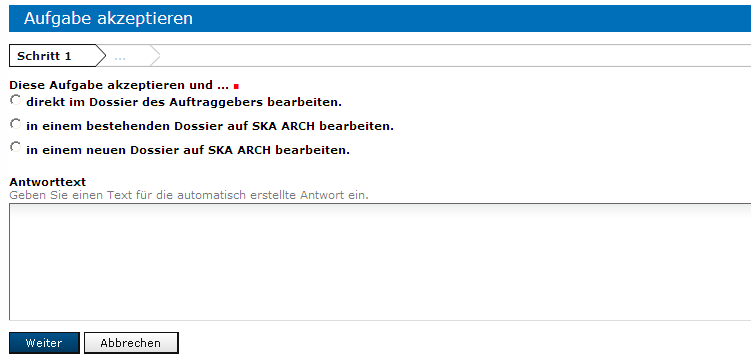 Aufgabe akzeptieren
Schritt 1
...
Diese Aufgabe akzeptieren und ...
direkt im Dossier des Auftraggebers bearbeiten.
in einem bestehenden Dossier auf SKA ARCH bearbeiten.
in einem neuen Dossier auf SKA ARCH bearbeiten.
Antworttext
Geben Sie einen Text für die automatisch erstellte Antwort ein.
Weiter
Abbrechen